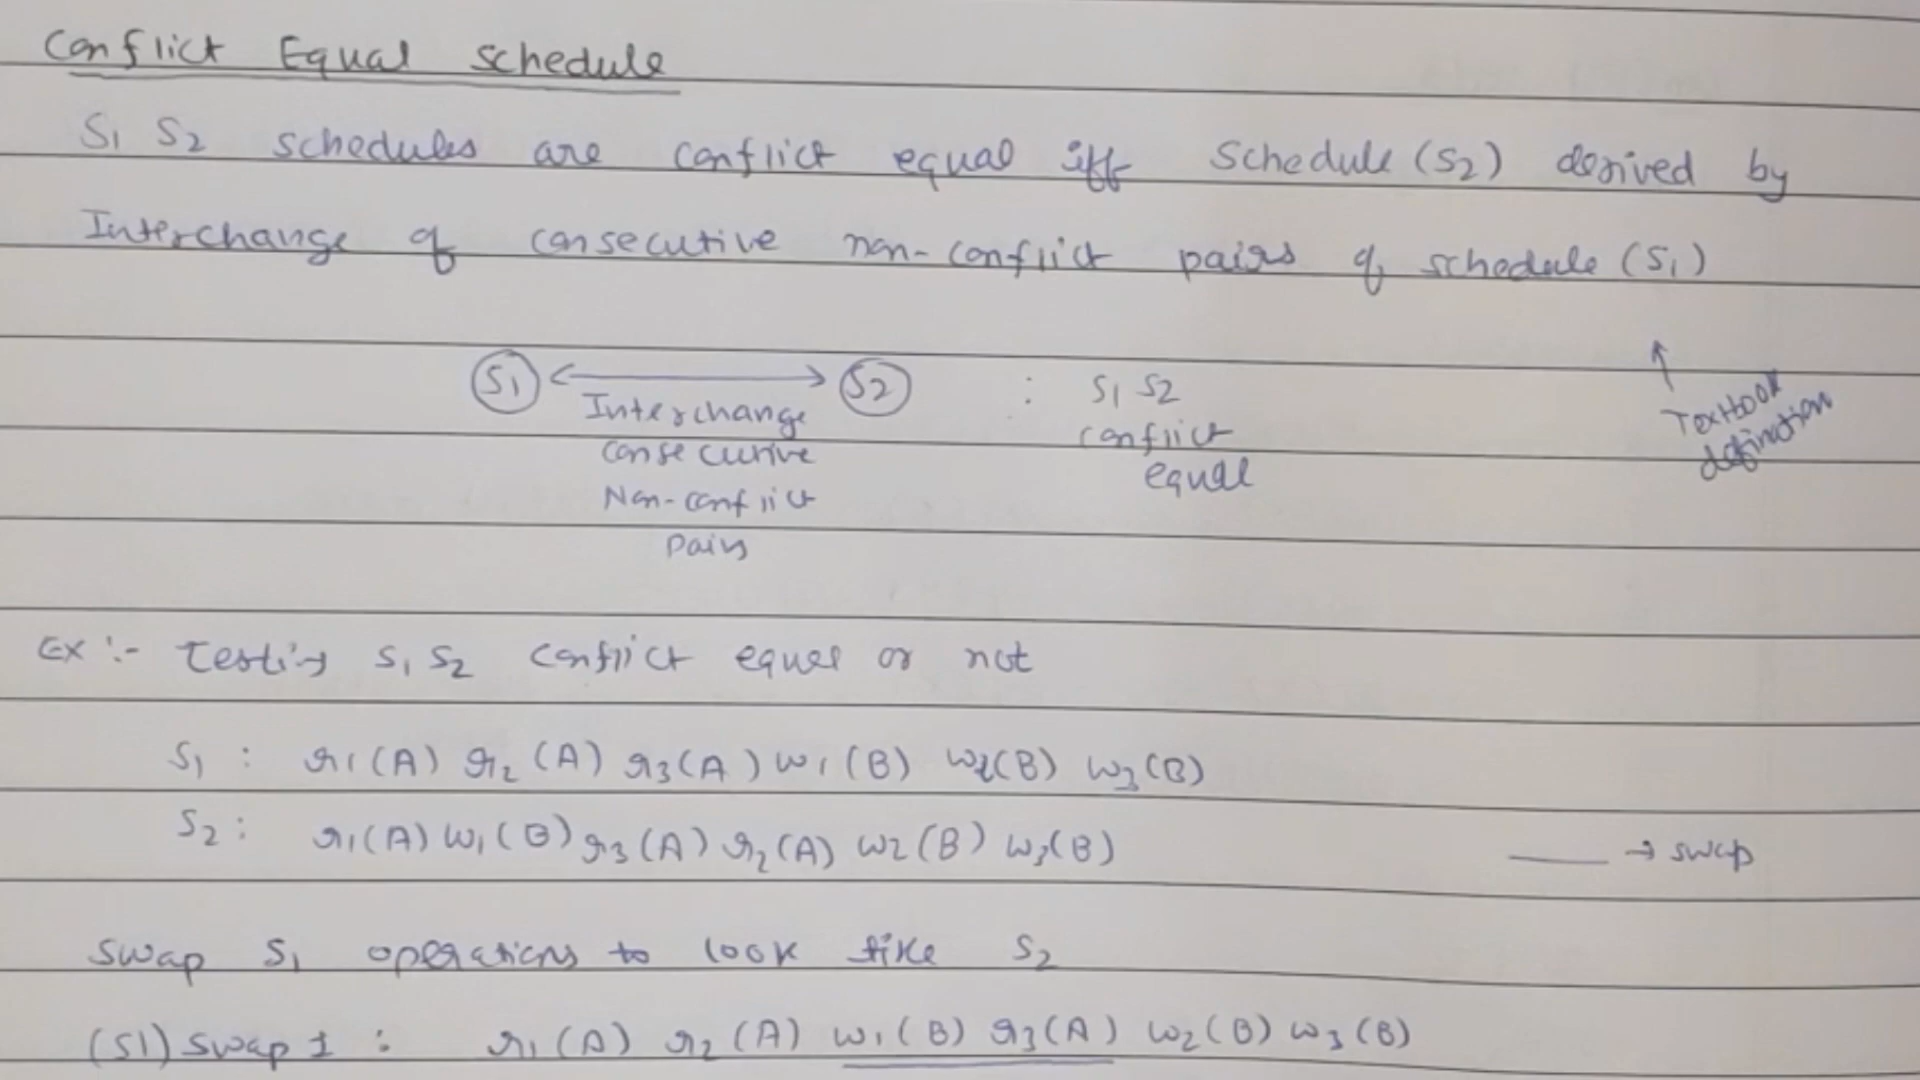 Conflict Equal Schedule
S1 S2 schedules are conflict equal iff Schedule (S2) derived by
Interchange of consecutive non-conflict pairs of schedule (S1)
S1 <-> S2 : S1 S2
Interchange conflict
consecutive equal
Non-conflict
pairs
Textbook
defination
Ex :- Testing S1 S2 conflict equal or not
S1 : r1(A) r2(A) r3(A) w1(B) w2(B) w3(B)
S2 : r1(A) w1(B) r3(A) r2(A) w2(B) w3(B)
___ → swap
swap S1 operations to look like S2
(S1) swap 1 : r1(A) r2(A) w1(B) r3(A) w2(B) w3(B)